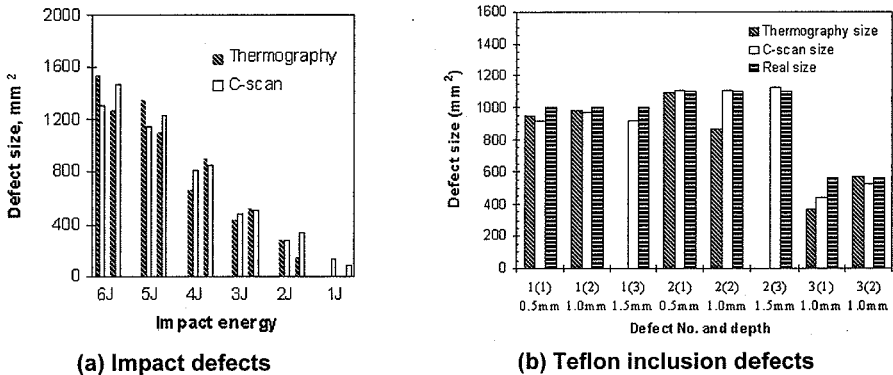 2000
1600
1200
800
400
0
Defect size, mm 2
Thermography
C-scan
6J 5J 4J 3J 2J 1J
Impact energy
(a) Impact defects
1600
1400
1200
1000
800
600
400
200
0
Defect size (mm 2)
Thermography size
C-scan size
Real size
1(1) 1(2) 1(3) 2(1) 2(2) 2(3) 3(1) 3(2)
0.5mm 1.0mm 1.5mm 0.5mm 1.0mm 1.5mm 1.0mm 1.0mm
Defect No. and depth
(b) Teflon inclusion defects